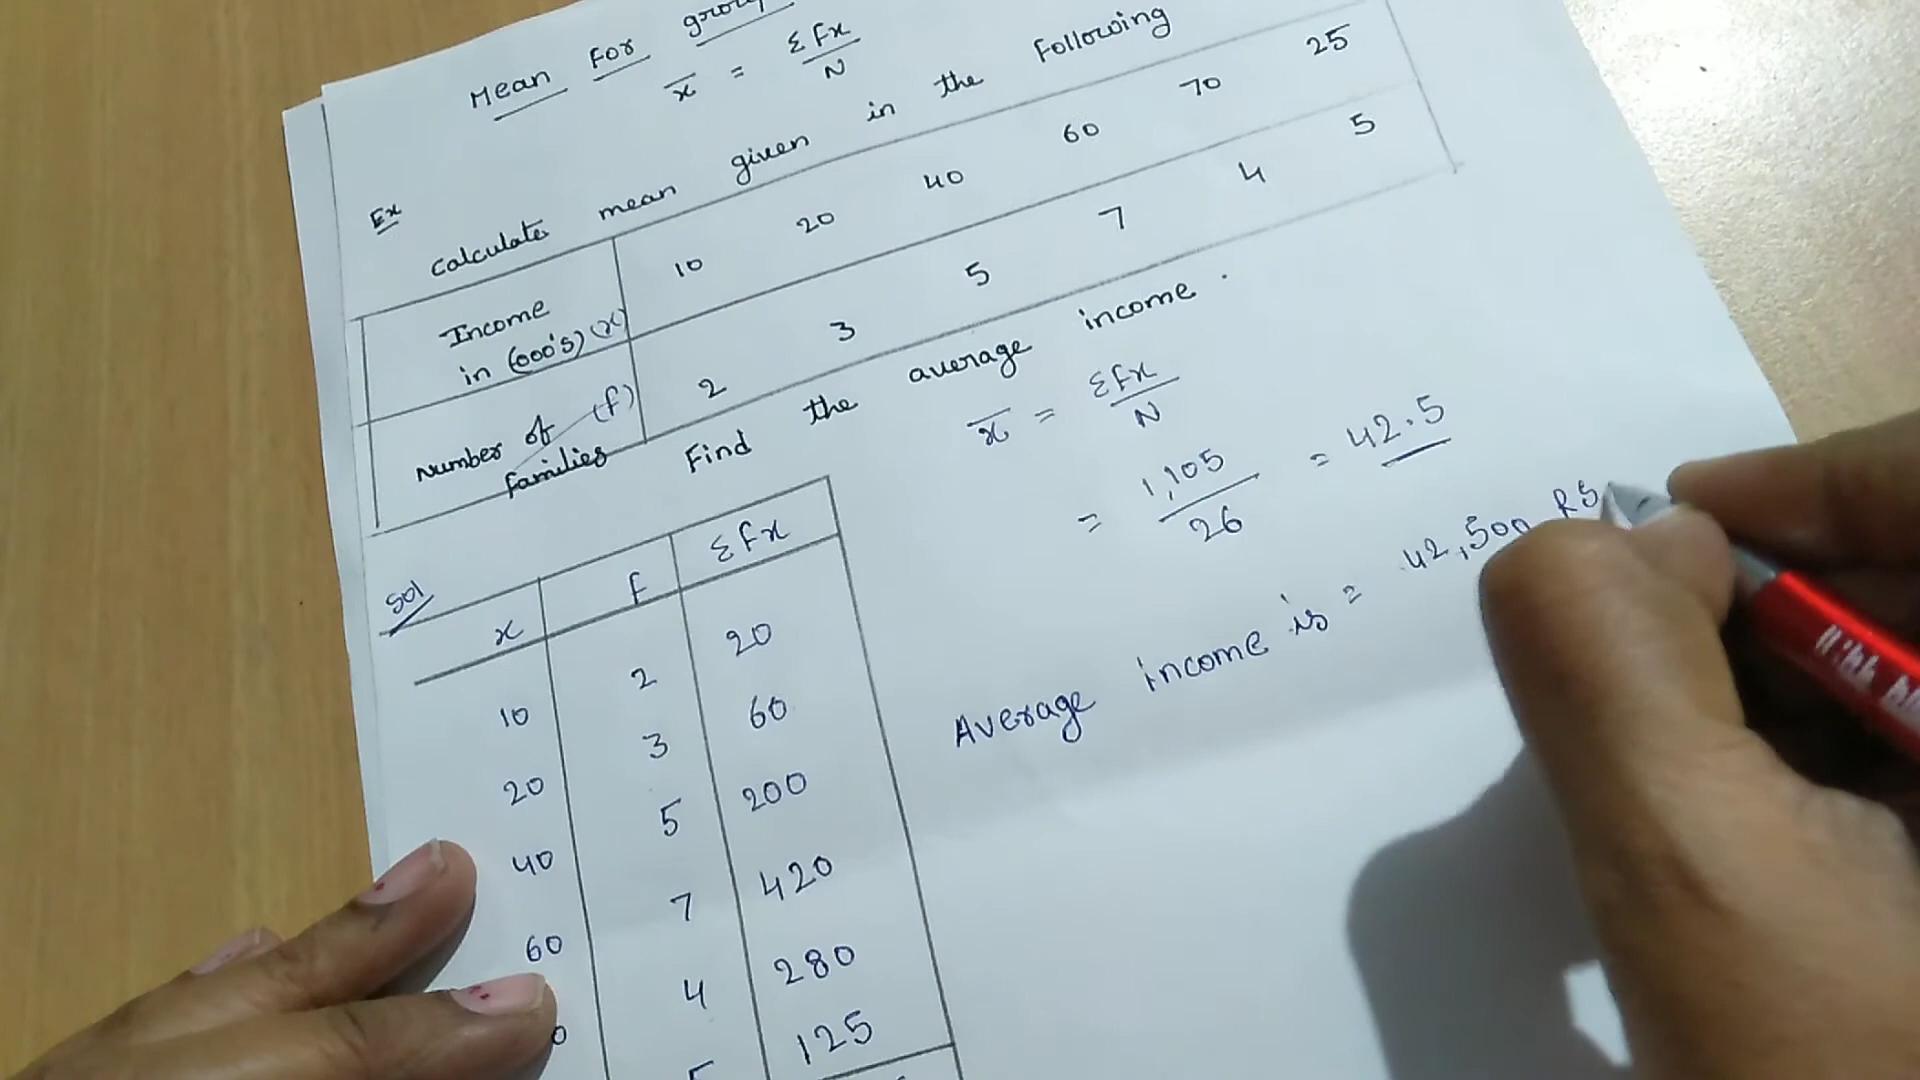 Mean For
x̄ = Σfx/N
Ex
Calculate mean given in the following
Income in (000's) (x) 10 20 40 60 70 25
Number of families (f) 2 3 5 7 4 5
Find the average income.
Sol
x f Σfx
10 2 20
20 3 60
40 5 200
60 7 420
4 280
125
x̄ = Σfx/N
= 1,105/26 = 42.5
Average income is = 42,500 RS